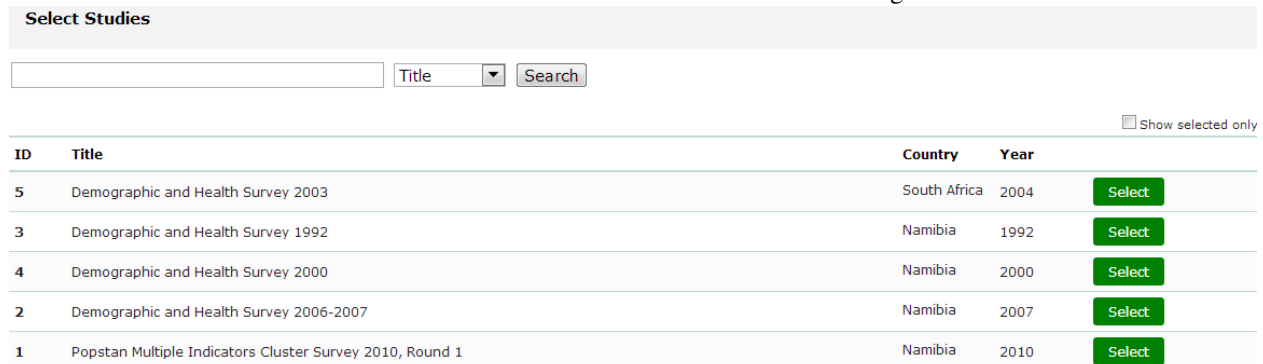 Select Studies
Title Search
Show selected only
ID Title Country Year
5 Demographic and Health Survey 2003 South Africa 2004 Select
3 Demographic and Health Survey 1992 Namibia 1992 Select
4 Demographic and Health Survey 2000 Namibia 2000 Select
2 Demographic and Health Survey 2006-2007 Namibia 2007 Select
1 Popstan Multiple Indicators Cluster Survey 2010, Round 1 Namibia 2010 Select